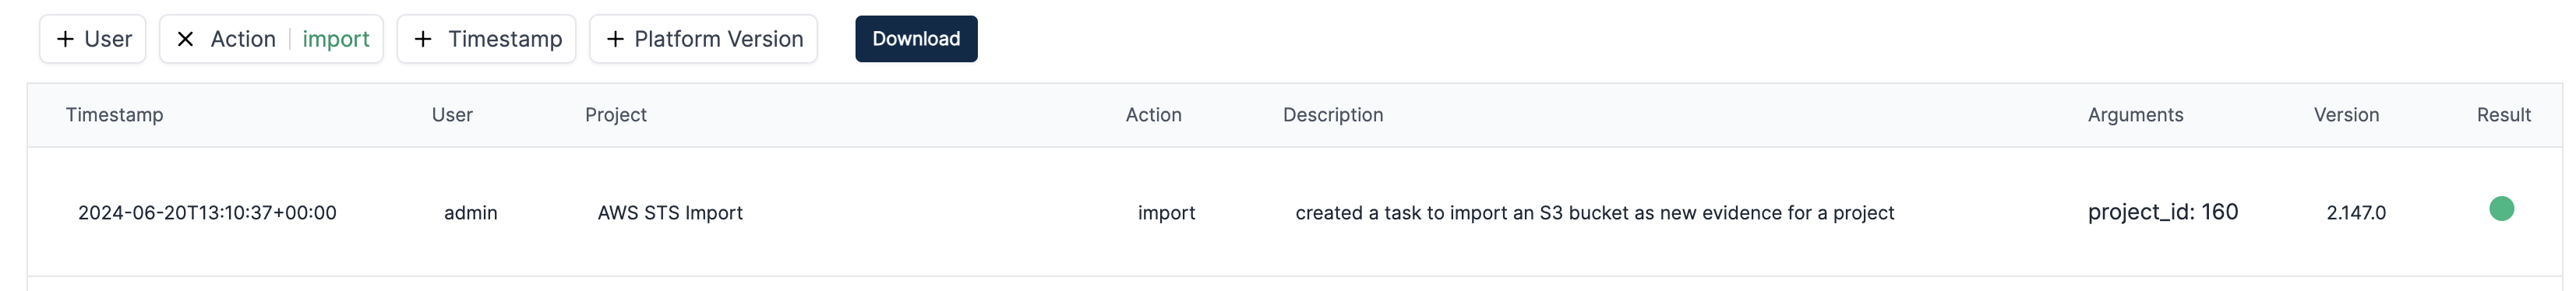 User Action import Timestamp Platform Version Download
Timestamp User Project Action Description Arguments Version Result
2024-06-20T13:10:37+00:00 admin AWS STS Import import created a task to import an S3 bucket as new evidence for a project project_id: 160 2.147.0